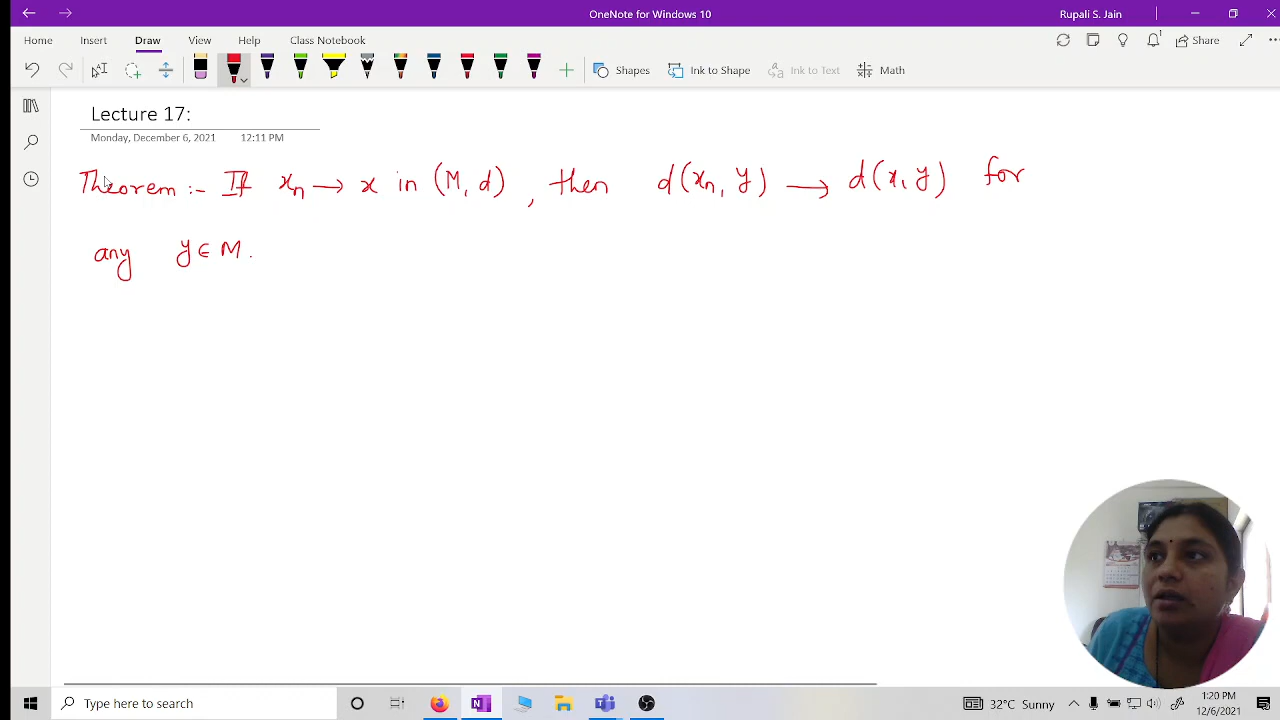 OneNote for Windows 10
Rupali S. Jain
Home Insert Draw View Help Class Notebook
Share
Shapes Ink to Shape Ink to Text Math
Lecture 17:
Monday, December 6, 2021 12:11 PM
Theorem :- If xₙ → x in (M, d), then d(xₙ, y) → d(x, y) for
any y ∈ M.
Type here to search
32°C Sunny
1:20 PM
12/6/2021